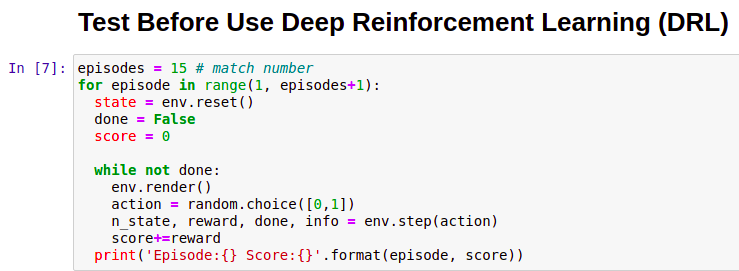 Test Before Use Deep Reinforcement Learning (DRL)
In [7]: episodes = 15 # match number
for episode in range(1, episodes+1):
  state = env.reset()
  done = False
  score = 0

  while not done:
    env.render()
    action = random.choice([0,1])
    n_state, reward, done, info = env.step(action)
    score+=reward
  print('Episode:{} Score:{}'.format(episode, score))